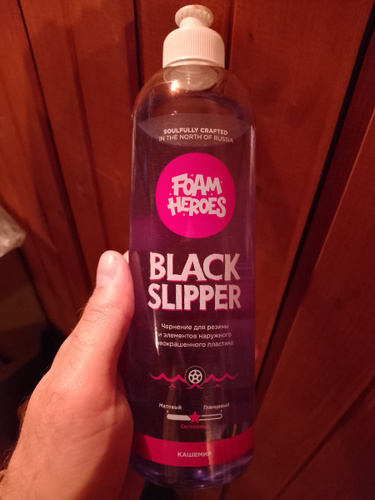 SOULFULLY CRAFTED
IN THE NORTH OF RUSSIA
FOAM
HEROES
BLACK
SLIPPER
Чернение для резины
и элементов наружного
неокрашенного пластика
Матовый Глянцевый
КАШЕМИР